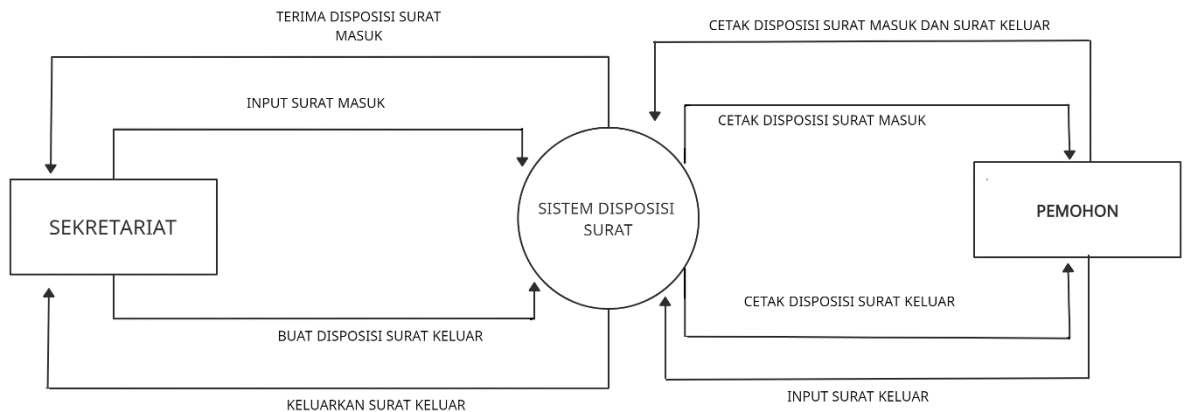 TERIMA DISPOSISI SURAT
MASUK
CETAK DISPOSISI SURAT MASUK DAN SURAT KELUAR
INPUT SURAT MASUK
CETAK DISPOSISI SURAT MASUK
SEKRETARIAT
SISTEM DISPOSISI
SURAT
PEMOHON
CETAK DISPOSISI SURAT KELUAR
BUAT DISPOSISI SURAT KELUAR
INPUT SURAT KELUAR
KELUARKAN SURAT KELUAR